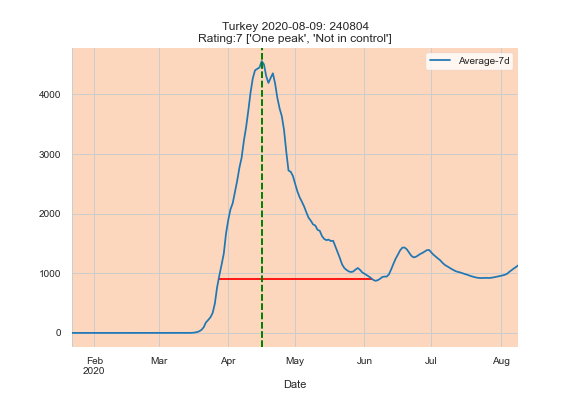 Turkey 2020-08-09: 240804
Rating:7 ['One peak', 'Not in control']
Average-7d
4000
3000
2000
1000
0
Feb
2020
Mar
Apr
May
Jun
Jul
Aug
Date